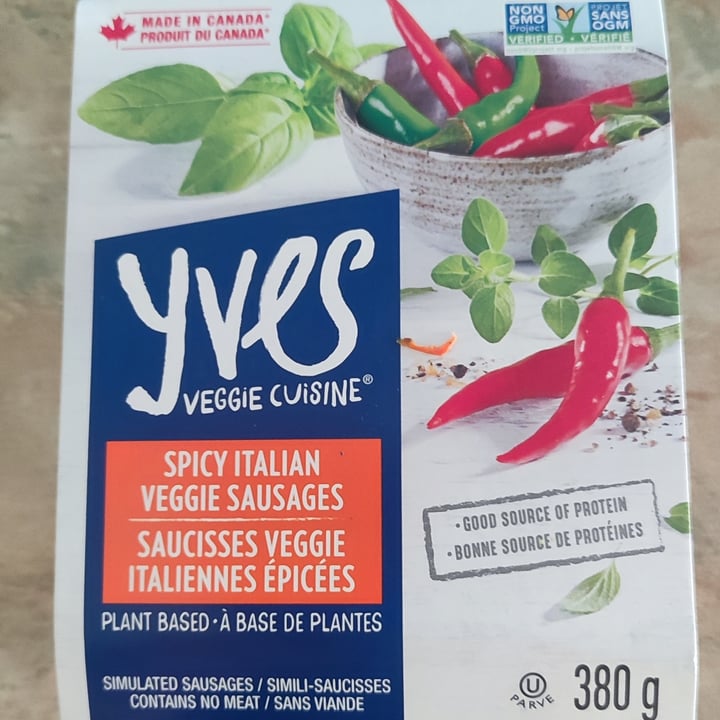 MADE IN CANADA*
PRODUIT DU CANADA*
NON
GMO
Project
VERIFIED
PROJET
SANS
OGM
VÉRIFIÉ
yves
VEGGIE CUISINE®
SPICY ITALIAN
VEGGIE SAUSAGES
SAUCISSES VEGGIE
ITALIENNES ÉPICÉES
PLANT BASED • À BASE DE PLANTES
• GOOD SOURCE OF PROTEIN
• BONNE SOURCE DE PROTÉINES
SIMULATED SAUSAGES / SIMILI-SAUCISSES
CONTAINS NO MEAT / SANS VIANDE
U
PARVE
380 g